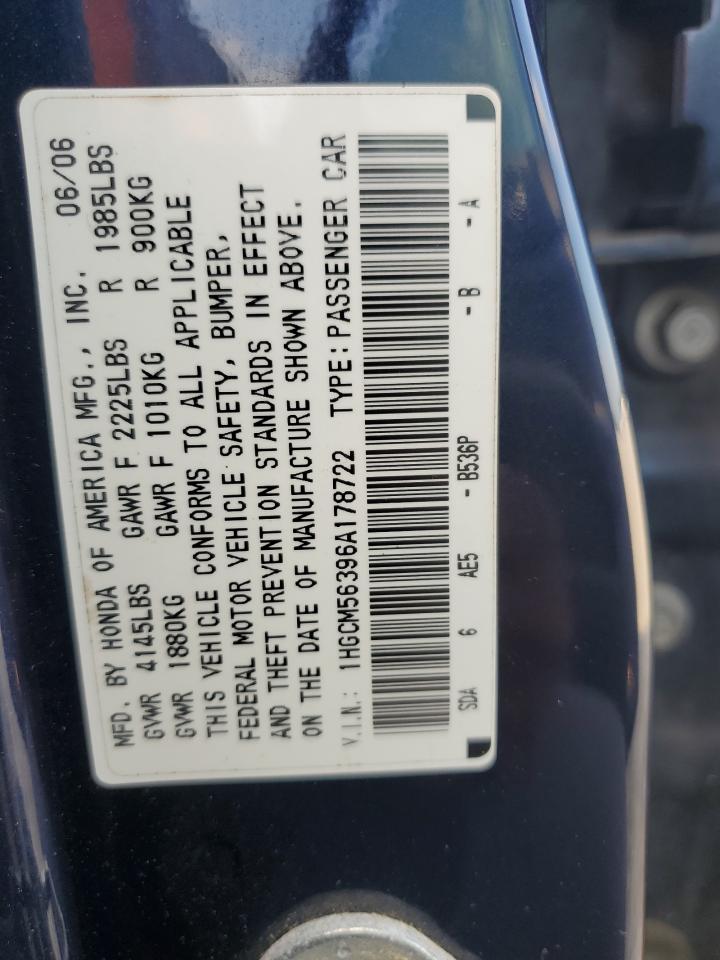 MFD. BY HONDA OF AMERICA MFG., INC. 06/06
GVWR 4145LBS GAWR F 2225LBS R 1985LBS
GVWR 1880KG GAWR F 1010KG R 900KG
THIS VEHICLE CONFORMS TO ALL APPLICABLE
FEDERAL MOTOR VEHICLE SAFETY, BUMPER,
AND THEFT PREVENTION STANDARDS IN EFFECT
ON THE DATE OF MANUFACTURE SHOWN ABOVE.
V.I.N.: 1HGCM56396A178722 TYPE: PASSENGER CAR
SDA 6 AE5 - B536P - B - A